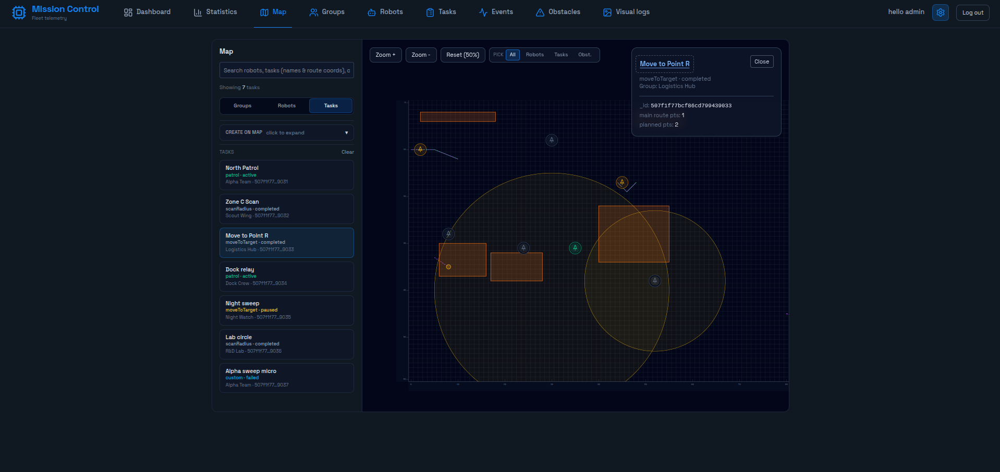 Mission Control
Fleet telemetry
Dashboard
Statistics
Map
Groups
Robots
Tasks
Events
Obstacles
Visual logs
hello admin
Log out
Map
Search robots, tasks (names & route coords), o
Showing 7 tasks
Groups
Robots
Tasks
CREATE ON MAP click to expand ▼
TASKS
Clear
North Patrol
patrol · active
Alpha Team · 507f1f77…9031
Zone C Scan
scanRadius · completed
Scout Wing · 507f1f77…9032
Move to Point R
moveToTarget · completed
Logistics Hub · 507f1f77…9033
Dock relay
patrol · active
Dock Crew · 507f1f77…9034
Night sweep
moveToTarget · paused
Night Watch · 507f1f77…9035
Lab circle
scanRadius · completed
R&D Lab · 507f1f77…9036
Alpha sweep micro
custom · failed
Alpha Team · 507f1f77…9037
Zoom +
Zoom -
Reset (50%)
PICK
All
Robots
Tasks
Obst.
Move to Point R
Close
moveToTarget · completed
Group: Logistics Hub
_id: 507f1f77bcf86cd799439033
main route pts: 1
planned pts: 2